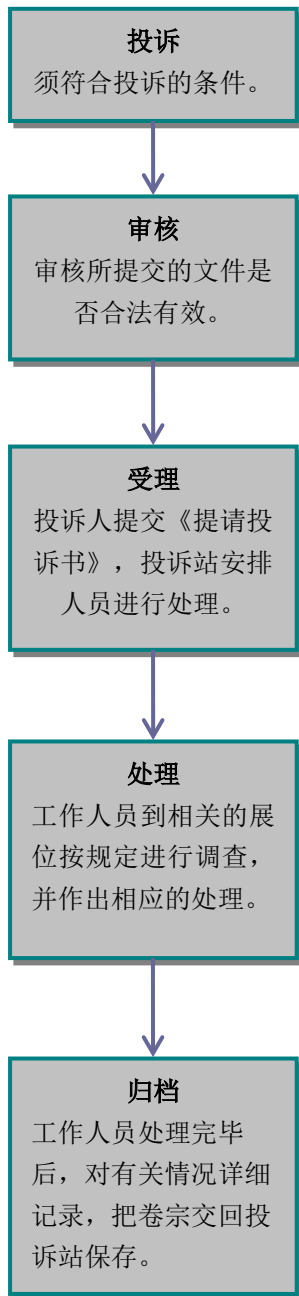 投诉
须符合投诉的条件。
审核
审核所提交的文件是
否合法有效。
受理
投诉人提交《提请投
诉书》，投诉站安排
人员进行处理。
处理
工作人员到相关的展
位按规定进行调查，
并作出相应的处理。
归档
工作人员处理完毕
后，对有关情况详细
记录，把卷宗交回投
诉站保存。